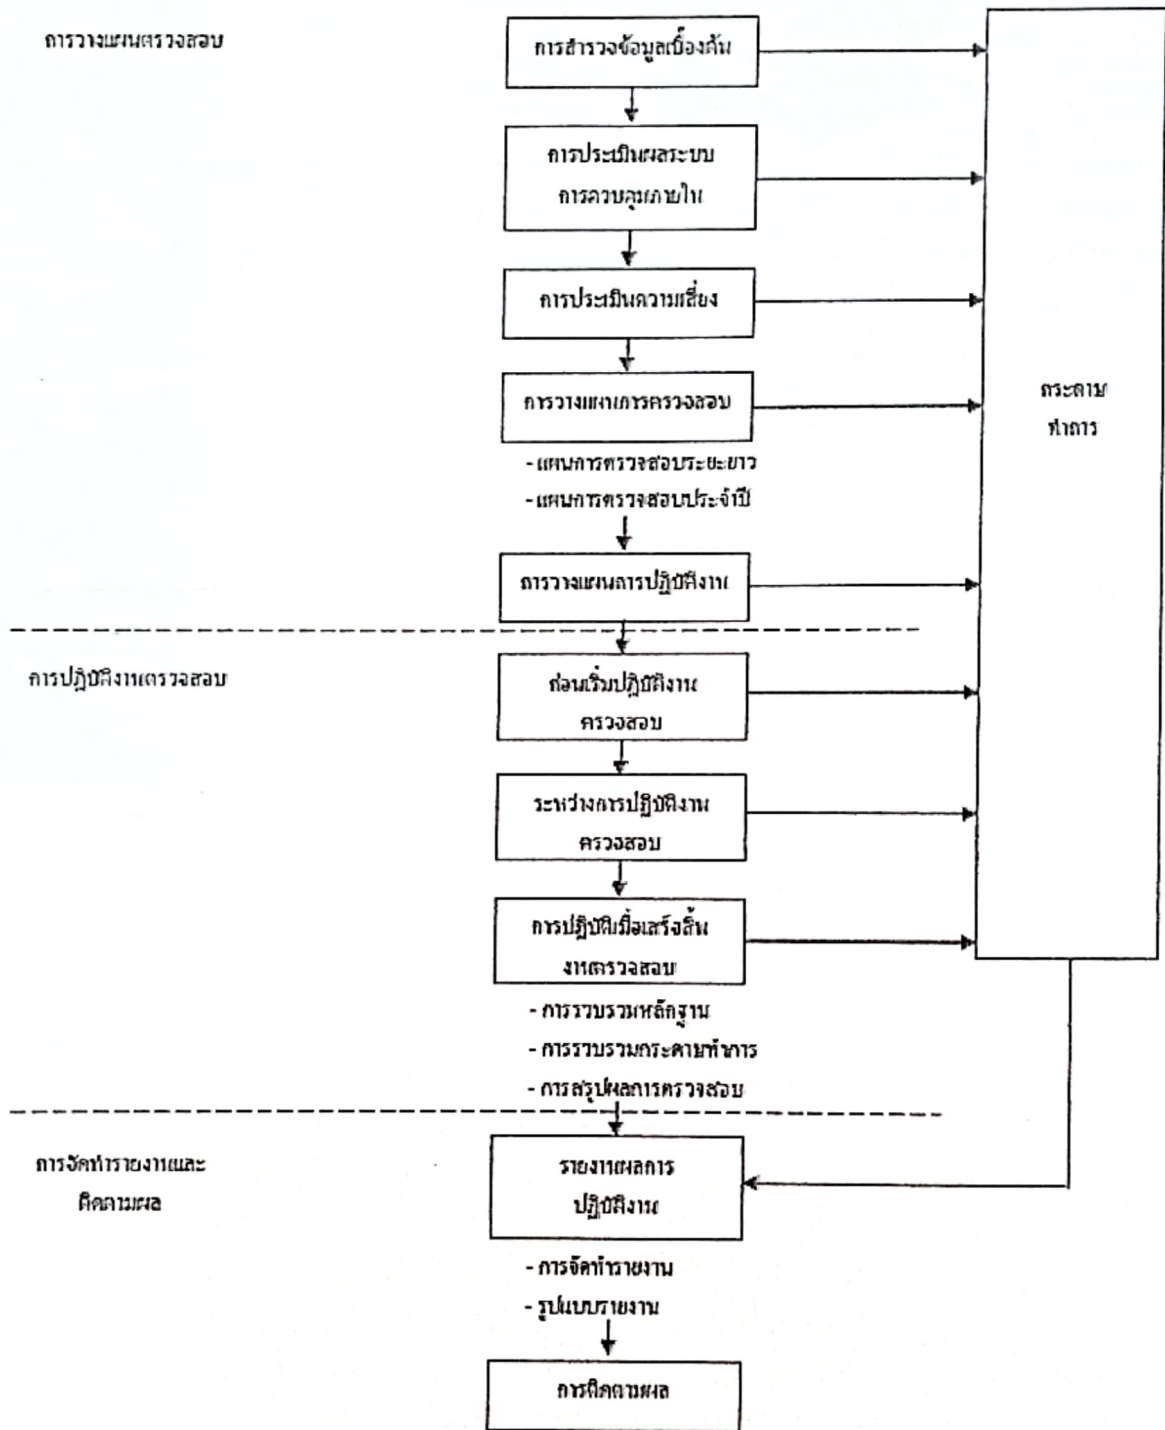 การวางแผนตรวจสอบ
การสำรวจข้อมูลเบื้องต้น
การประเมินผลระบบ
การควบคุมภายใน
การประเมินความเสี่ยง
การวางแผนการตรวจสอบ
- แผนการตรวจสอบระยะยาว
- แผนการตรวจสอบประจำปี
การวางแผนการปฏิบัติงาน
กระดาษ
ทำการ
การปฏิบัติงานตรวจสอบ
ก่อนเริ่มปฏิบัติงาน
ตรวจสอบ
ระหว่างการปฏิบัติงาน
ตรวจสอบ
การปฏิบัติเมื่อเสร็จสิ้น
งานตรวจสอบ
- การรวบรวมหลักฐาน
- การรวบรวมกระดาษทำการ
- การสรุปผลการตรวจสอบ
การจัดทำรายงานและ
ติดตามผล
รายงานผลการ
ปฏิบัติงาน
- การจัดทำรายงาน
- รูปแบบรายงาน
การติดตามผล